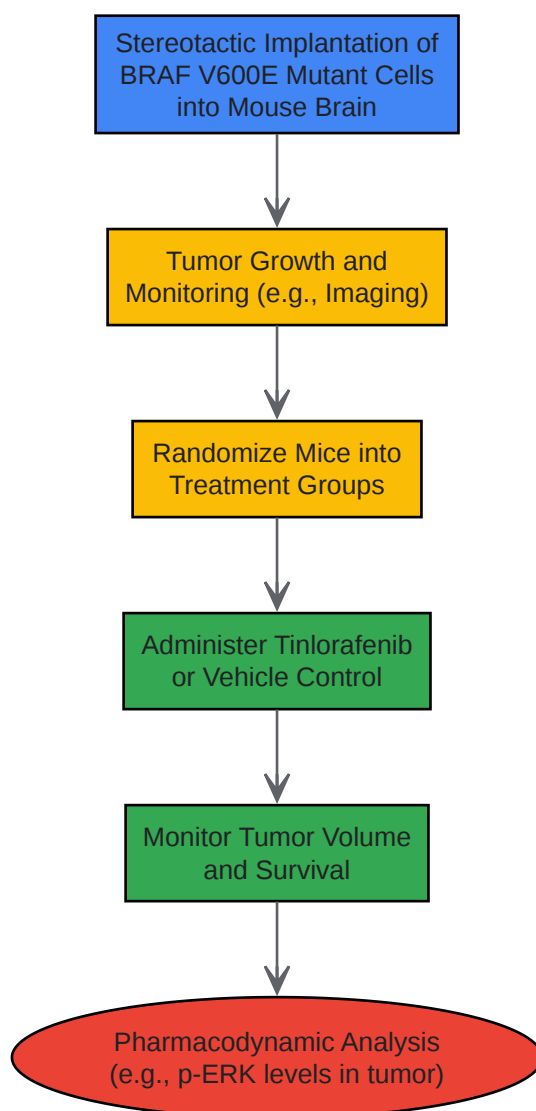 Stereotactic Implantation of
BRAF V600E Mutant Cells
into Mouse Brain
Tumor Growth and
Monitoring (e.g., Imaging)
Randomize Mice into
Treatment Groups
Administer Tinlorafenib
or Vehicle Control
Monitor Tumor Volume
and Survival
Pharmacodynamic Analysis
(e.g., p-ERK levels in tumor)